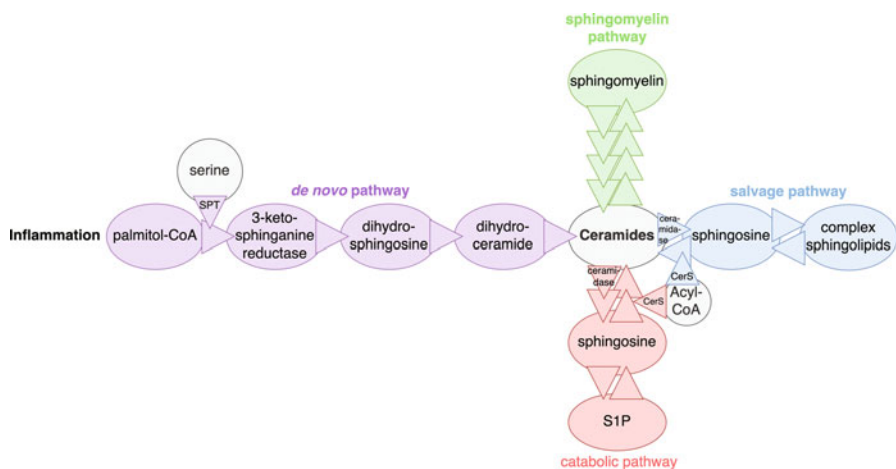 sphingomyelin
pathway
sphingomyelin
serine
SPT
de novo pathway
salvage pathway
Inflammation
palmitol-CoA
3-keto-
sphinganine
reductase
dihydro-
sphingosine
dihydro-
ceramide
Ceramides
cera-
mida-
se
sphingosine
complex
sphingolipids
cerami-
dase
CerS
CerS
Acyl-
CoA
sphingosine
S1P
catabolic pathway